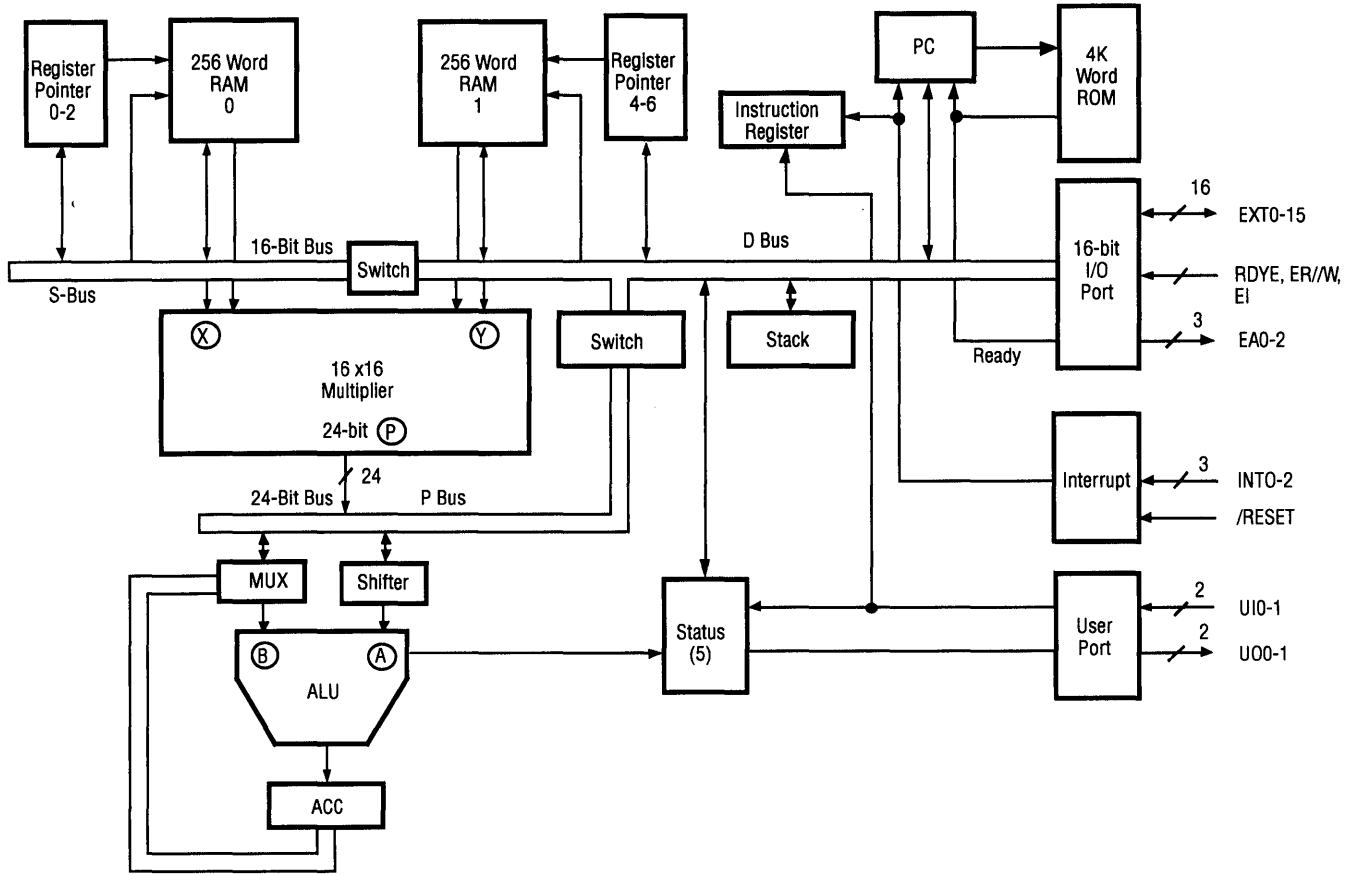 Register
Pointer
0-2
256 Word
RAM
0
256 Word
RAM
1
Register
Pointer
4-6
PC
4K
Word
ROM
Instruction
Register
16-Bit Bus
Switch
S-Bus
D Bus
16-bit
I/O
Port
16
EXT0-15
RDYE, ER//W,
EI
3
EA0-2
Ready
X
Y
16 x16
Multiplier
24-bit P
Switch
Stack
24
24-Bit Bus
P Bus
Interrupt
3
INT0-2
/RESET
MUX
Shifter
B
A
ALU
Status
(5)
User
Port
2
UI0-1
2
UO0-1
ACC